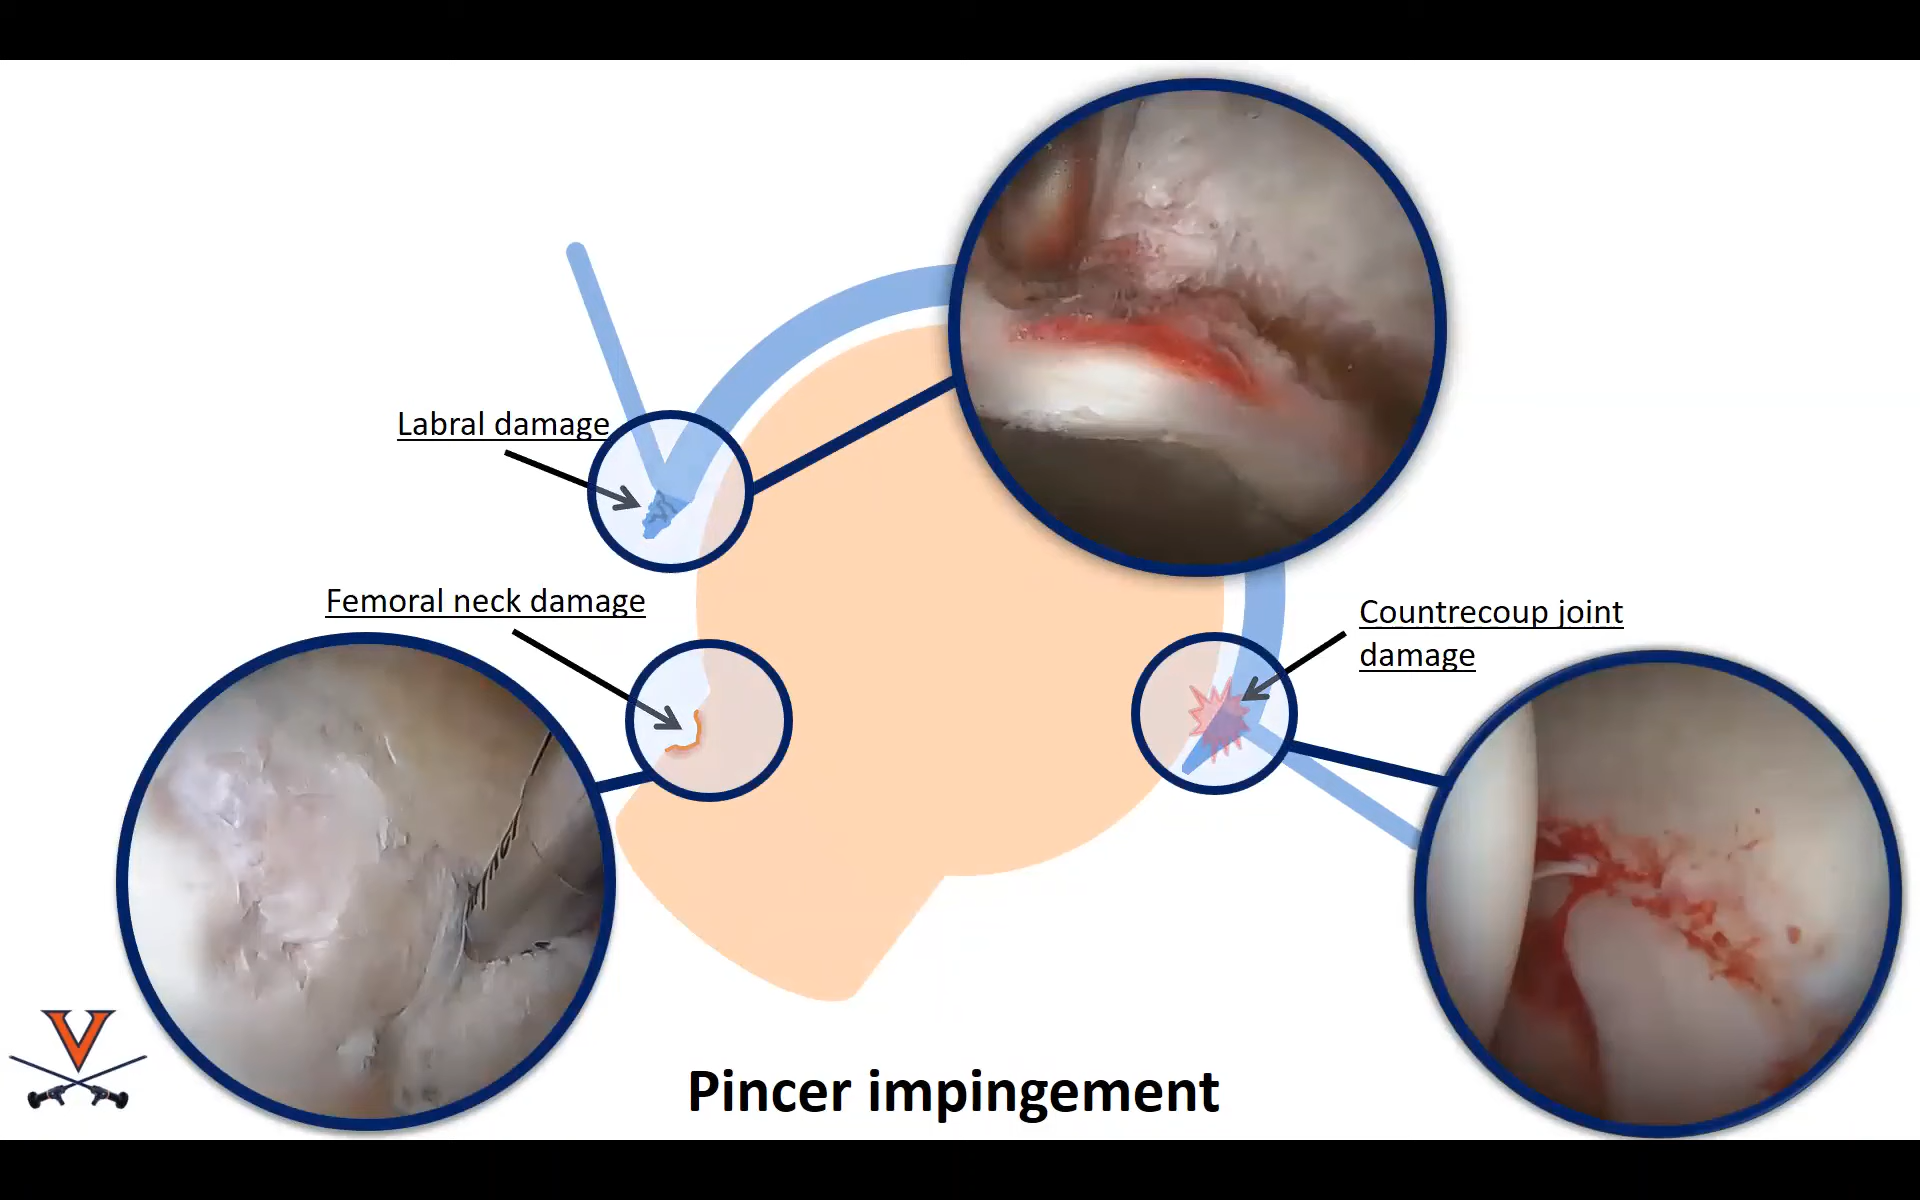 Labral damage
Femoral neck damage
Countrecoup joint
damage
V
Pincer impingement